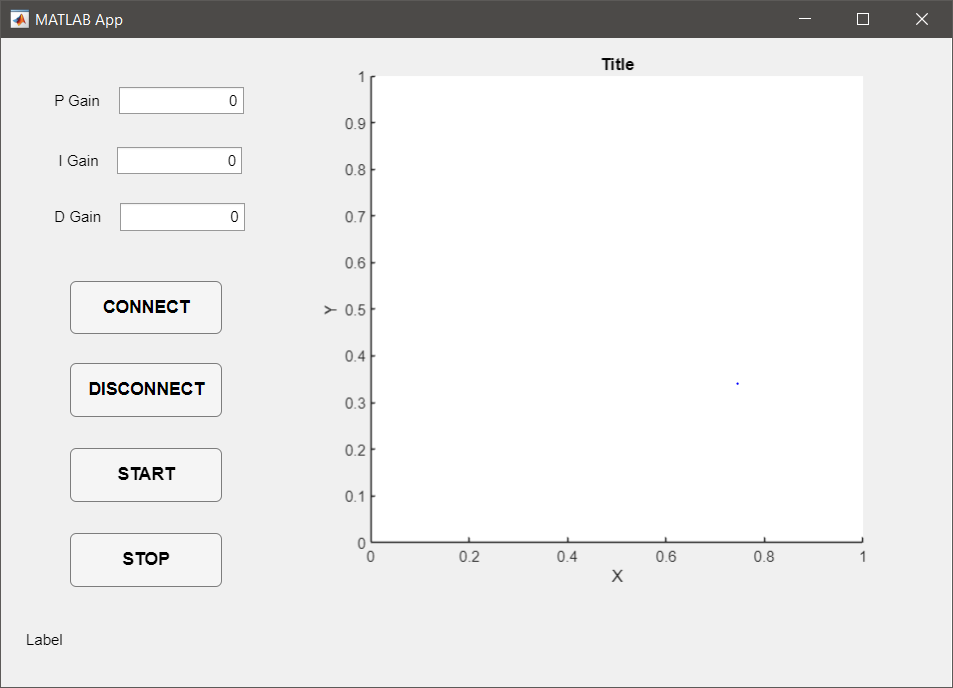 MATLAB App
P Gain 0
I Gain 0
D Gain 0
CONNECT
DISCONNECT
START
STOP
Label
Title
1
0.9
0.8
0.7
0.6
0.5
0.4
0.3
0.2
0.1
0
Y
0 0.2 0.4 0.6 0.8 1
X